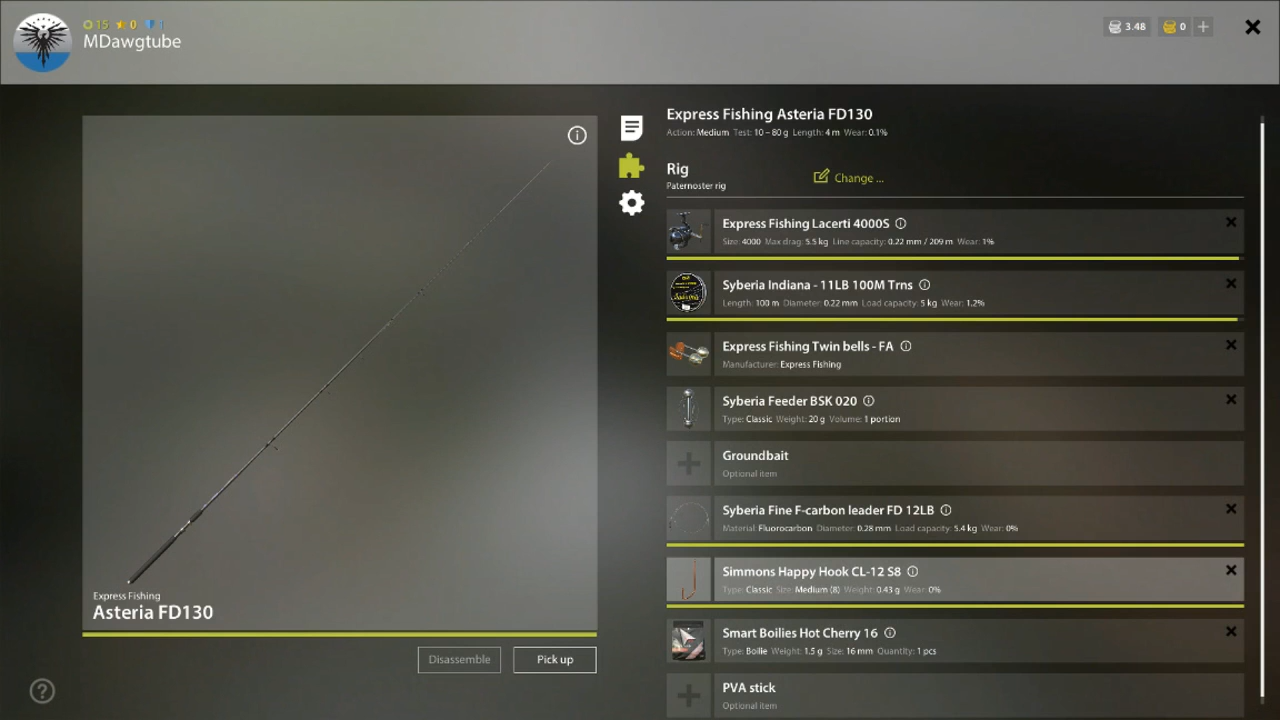 15 0 1
MDawgtube
3.48 0
Express Fishing Asteria FD130
Action: Medium Test: 10 – 80 g Length: 4 m Wear: 0.1%
Rig
Paternoster rig
Change ...
Express Fishing Lacerti 4000S
Size: 4000 Max drag: 5.5 kg Line capacity: 0.22 mm / 209 m Wear: 1%
Syberia Indiana - 11LB 100M Trns
Length: 100 m Diameter: 0.22 mm Load capacity: 5 kg Wear: 1.2%
Express Fishing Twin bells - FA
Manufacturer: Express Fishing
Syberia Feeder BSK 020
Type: Classic Weight: 20 g Volume: 1 portion
Groundbait
Optional item
Syberia Fine F-carbon leader FD 12LB
Material: Fluorocarbon Diameter: 0.28 mm Load capacity: 5.4 kg Wear: 0%
Simmons Happy Hook CL-12 S8
Type: Classic Size: Medium (8) Weight: 0.43 g Wear: 0%
Smart Boilies Hot Cherry 16
Type: Boilie Weight: 1.5 g Size: 16 mm Quantity: 1 pcs
PVA stick
Optional item
Express Fishing
Asteria FD130
Disassemble
Pick up